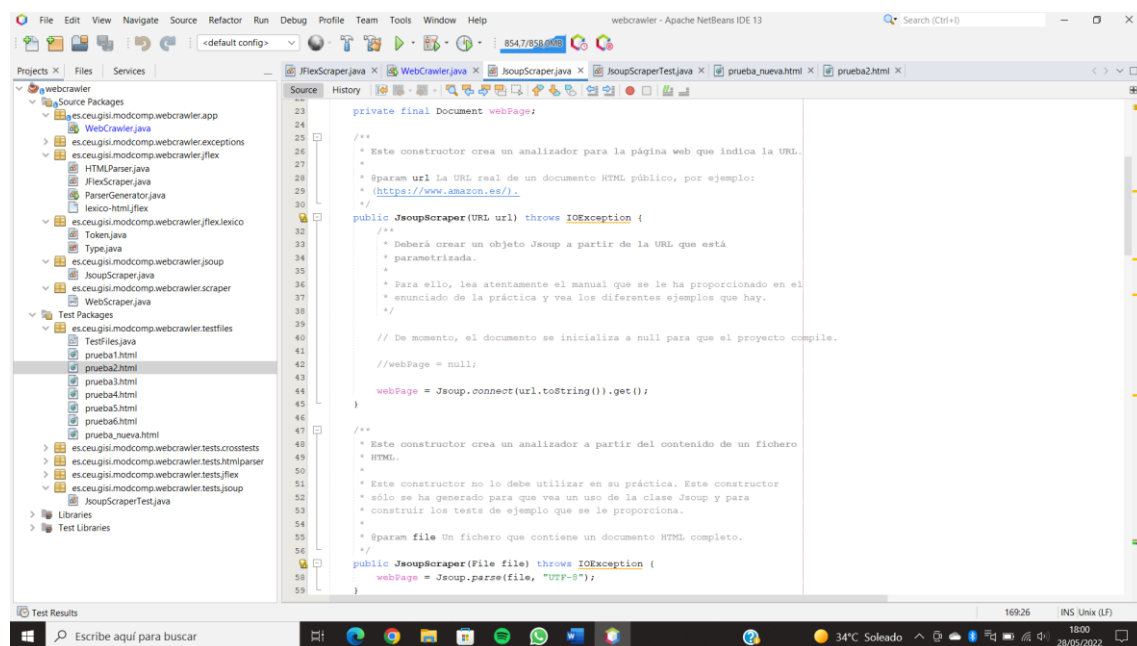 File Edit View Navigate Source Refactor Run Debug Profile Team Tools Window Help webcrawler - Apache NetBeans IDE 13 Search (Ctrl+I)
<default config> 854,7/858,0MB
Projects × Files Services
JFlexScraper.java × WebCrawler.java × JsoupScraper.java × JsoupScraperTest.java × prueba_nueva.html × prueba2.html ×
Source History
webcrawler
Source Packages
es.ceu.gisi.modcomp.webcrawler.app
WebCrawler.java
es.ceu.gisi.modcomp.webcrawler.exceptions
es.ceu.gisi.modcomp.webcrawler.jflex
HTMLParser.java
JFlexScraper.java
ParserGenerator.java
lexico-html.jflex
es.ceu.gisi.modcomp.webcrawler.jflex.lexico
Token.java
Type.java
es.ceu.gisi.modcomp.webcrawler.jsoup
JsoupScraper.java
es.ceu.gisi.modcomp.webcrawler.scraper
WebScraper.java
Test Packages
es.ceu.gisi.modcomp.webcrawler.testfiles
TestFiles.java
prueba1.html
prueba2.html
prueba3.html
prueba4.html
prueba5.html
prueba6.html
prueba_nueva.html
es.ceu.gisi.modcomp.webcrawler.tests.crosstests
es.ceu.gisi.modcomp.webcrawler.tests.htmlparser
es.ceu.gisi.modcomp.webcrawler.tests.jflex
es.ceu.gisi.modcomp.webcrawler.tests.jsoup
JsoupScraperTest.java
Libraries
Test Libraries
23 private final Document webPage;
24
25 /**
26 * Este constructor crea un analizador para la página web que indica la URL.
27 *
28 * @param url La URL real de un documento HTML público, por ejemplo:
29 * (https://www.amazon.es/).
30 */
public JsoupScraper(URL url) throws IOException {
32 /**
33 * Deberá crear un objeto Jsoup a partir de la URL que está
34 * parametrizada.
35 *
36 * Para ello, lea atentamente el manual que se le ha proporcionado en el
37 * enunciado de la práctica y vea los diferentes ejemplos que hay.
38 */
39
40 // De momento, el documento se inicializa a null para que el proyecto compile.
41
42 //webPage = null;
43
44 webPage = Jsoup.connect(url.toString()).get();
45 }
46
47 /**
48 * Este constructor crea un analizador a partir del contenido de un fichero
49 * HTML.
50 *
51 * Este constructor no lo debe utilizar en su práctica. Este constructor
52 * sólo se ha generado para que vea un uso de la clase Jsoup y para
53 * construir los tests de ejemplo que se le proporciona.
54 *
55 * @param file Un fichero que contiene un documento HTML completo.
56 */
public JsoupScraper(File file) throws IOException {
58 webPage = Jsoup.parse(file, "UTF-8");
59 }
Test Results 169:26 INS Unix (LF)
Escribe aquí para buscar 34°C Soleado 18:00
28/05/2022